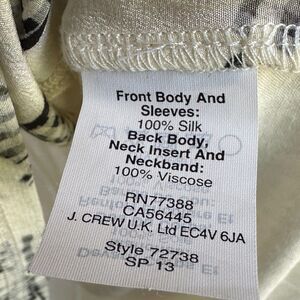 Front Body And
Sleeves:
100% Silk
Back Body,
Neck Insert And
Neckband:
100% Viscose
RN77388
CA56445
J. CREW U.K. Ltd EC4V 6JA
Style 72738
SP 13